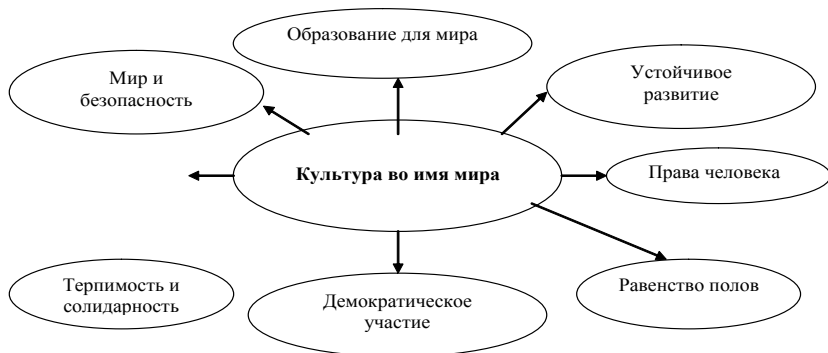 Образование для мира
Мир и
безопасность
Устойчивое
развитие
Культура во имя мира
Права человека
Терпимость и
солидарность
Демократическое
участие
Равенство полов